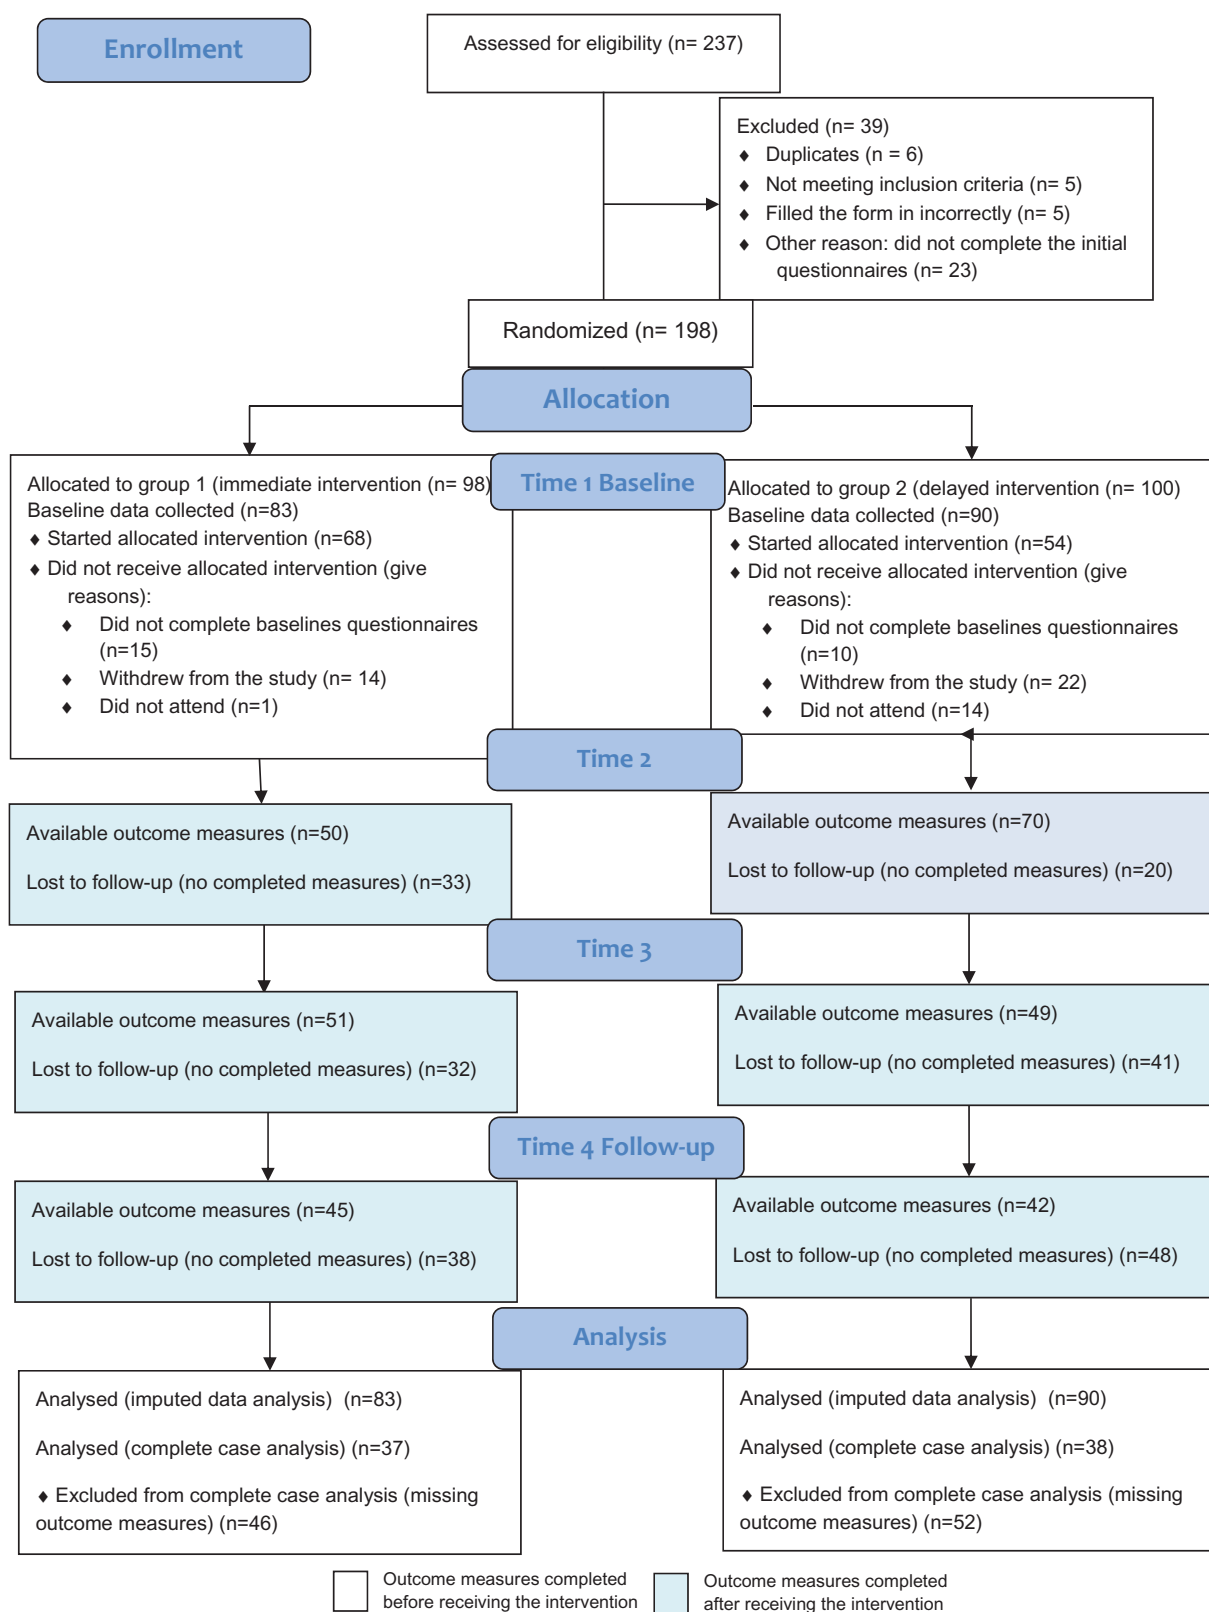 Enrollment
Assessed for eligibility (n= 237)
Excluded (n= 39)
♦ Duplicates (n = 6)
♦ Not meeting inclusion criteria (n= 5)
♦ Filled the form in incorrectly (n= 5)
♦ Other reason: did not complete the initial
questionnaires (n= 23)
Randomized (n= 198)
Allocation
Time 1 Baseline
Allocated to group 1 (immediate intervention (n= 98)
Baseline data collected (n=83)
♦ Started allocated intervention (n=68)
♦ Did not receive allocated intervention (give
reasons):
♦ Did not complete baselines questionnaires
(n=15)
♦ Withdrew from the study (n= 14)
♦ Did not attend (n=1)
Allocated to group 2 (delayed intervention (n= 100)
Baseline data collected (n=90)
♦ Started allocated intervention (n=54)
♦ Did not receive allocated intervention (give
reasons):
♦ Did not complete baselines questionnaires
(n=10)
♦ Withdrew from the study (n= 22)
♦ Did not attend (n=14)
Time 2
Available outcome measures (n=50)
Lost to follow-up (no completed measures) (n=33)
Available outcome measures (n=70)
Lost to follow-up (no completed measures) (n=20)
Time 3
Available outcome measures (n=51)
Lost to follow-up (no completed measures) (n=32)
Available outcome measures (n=49)
Lost to follow-up (no completed measures) (n=41)
Time 4 Follow-up
Available outcome measures (n=45)
Lost to follow-up (no completed measures) (n=38)
Available outcome measures (n=42)
Lost to follow-up (no completed measures) (n=48)
Analysis
Analysed (imputed data analysis) (n=83)
Analysed (complete case analysis) (n=37)
♦ Excluded from complete case analysis (missing
outcome measures) (n=46)
Analysed (imputed data analysis) (n=90)
Analysed (complete case analysis) (n=38)
♦ Excluded from complete case analysis (missing
outcome measures) (n=52)
Outcome measures completed
before receiving the intervention
Outcome measures completed
after receiving the intervention